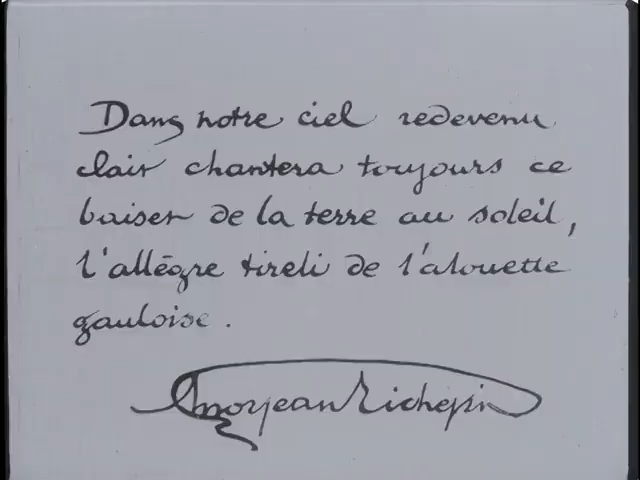 Dans notre ciel redevenu
clair chantera toujours ce
baiser de la terre au soleil,
l'allègre tireli de l'alouette
gauloise.
Jean Richepin